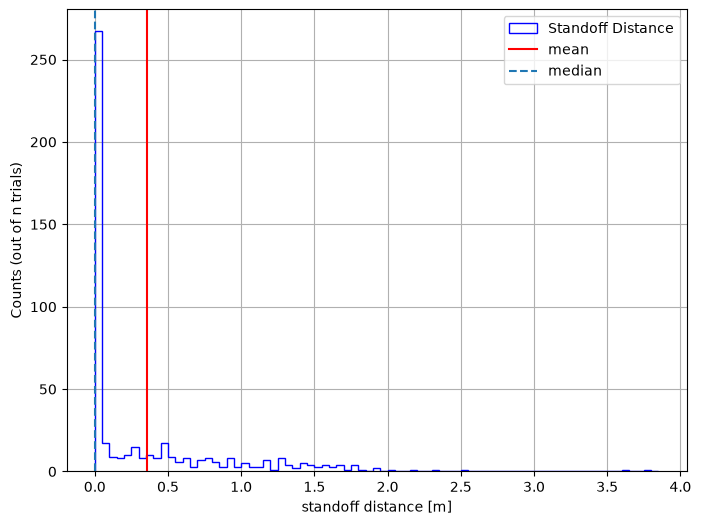 Standoff Distance
mean
median
250
200
150
100
50
0
Counts (out of n trials)
0.0 0.5 1.0 1.5 2.0 2.5 3.0 3.5 4.0
standoff distance [m]